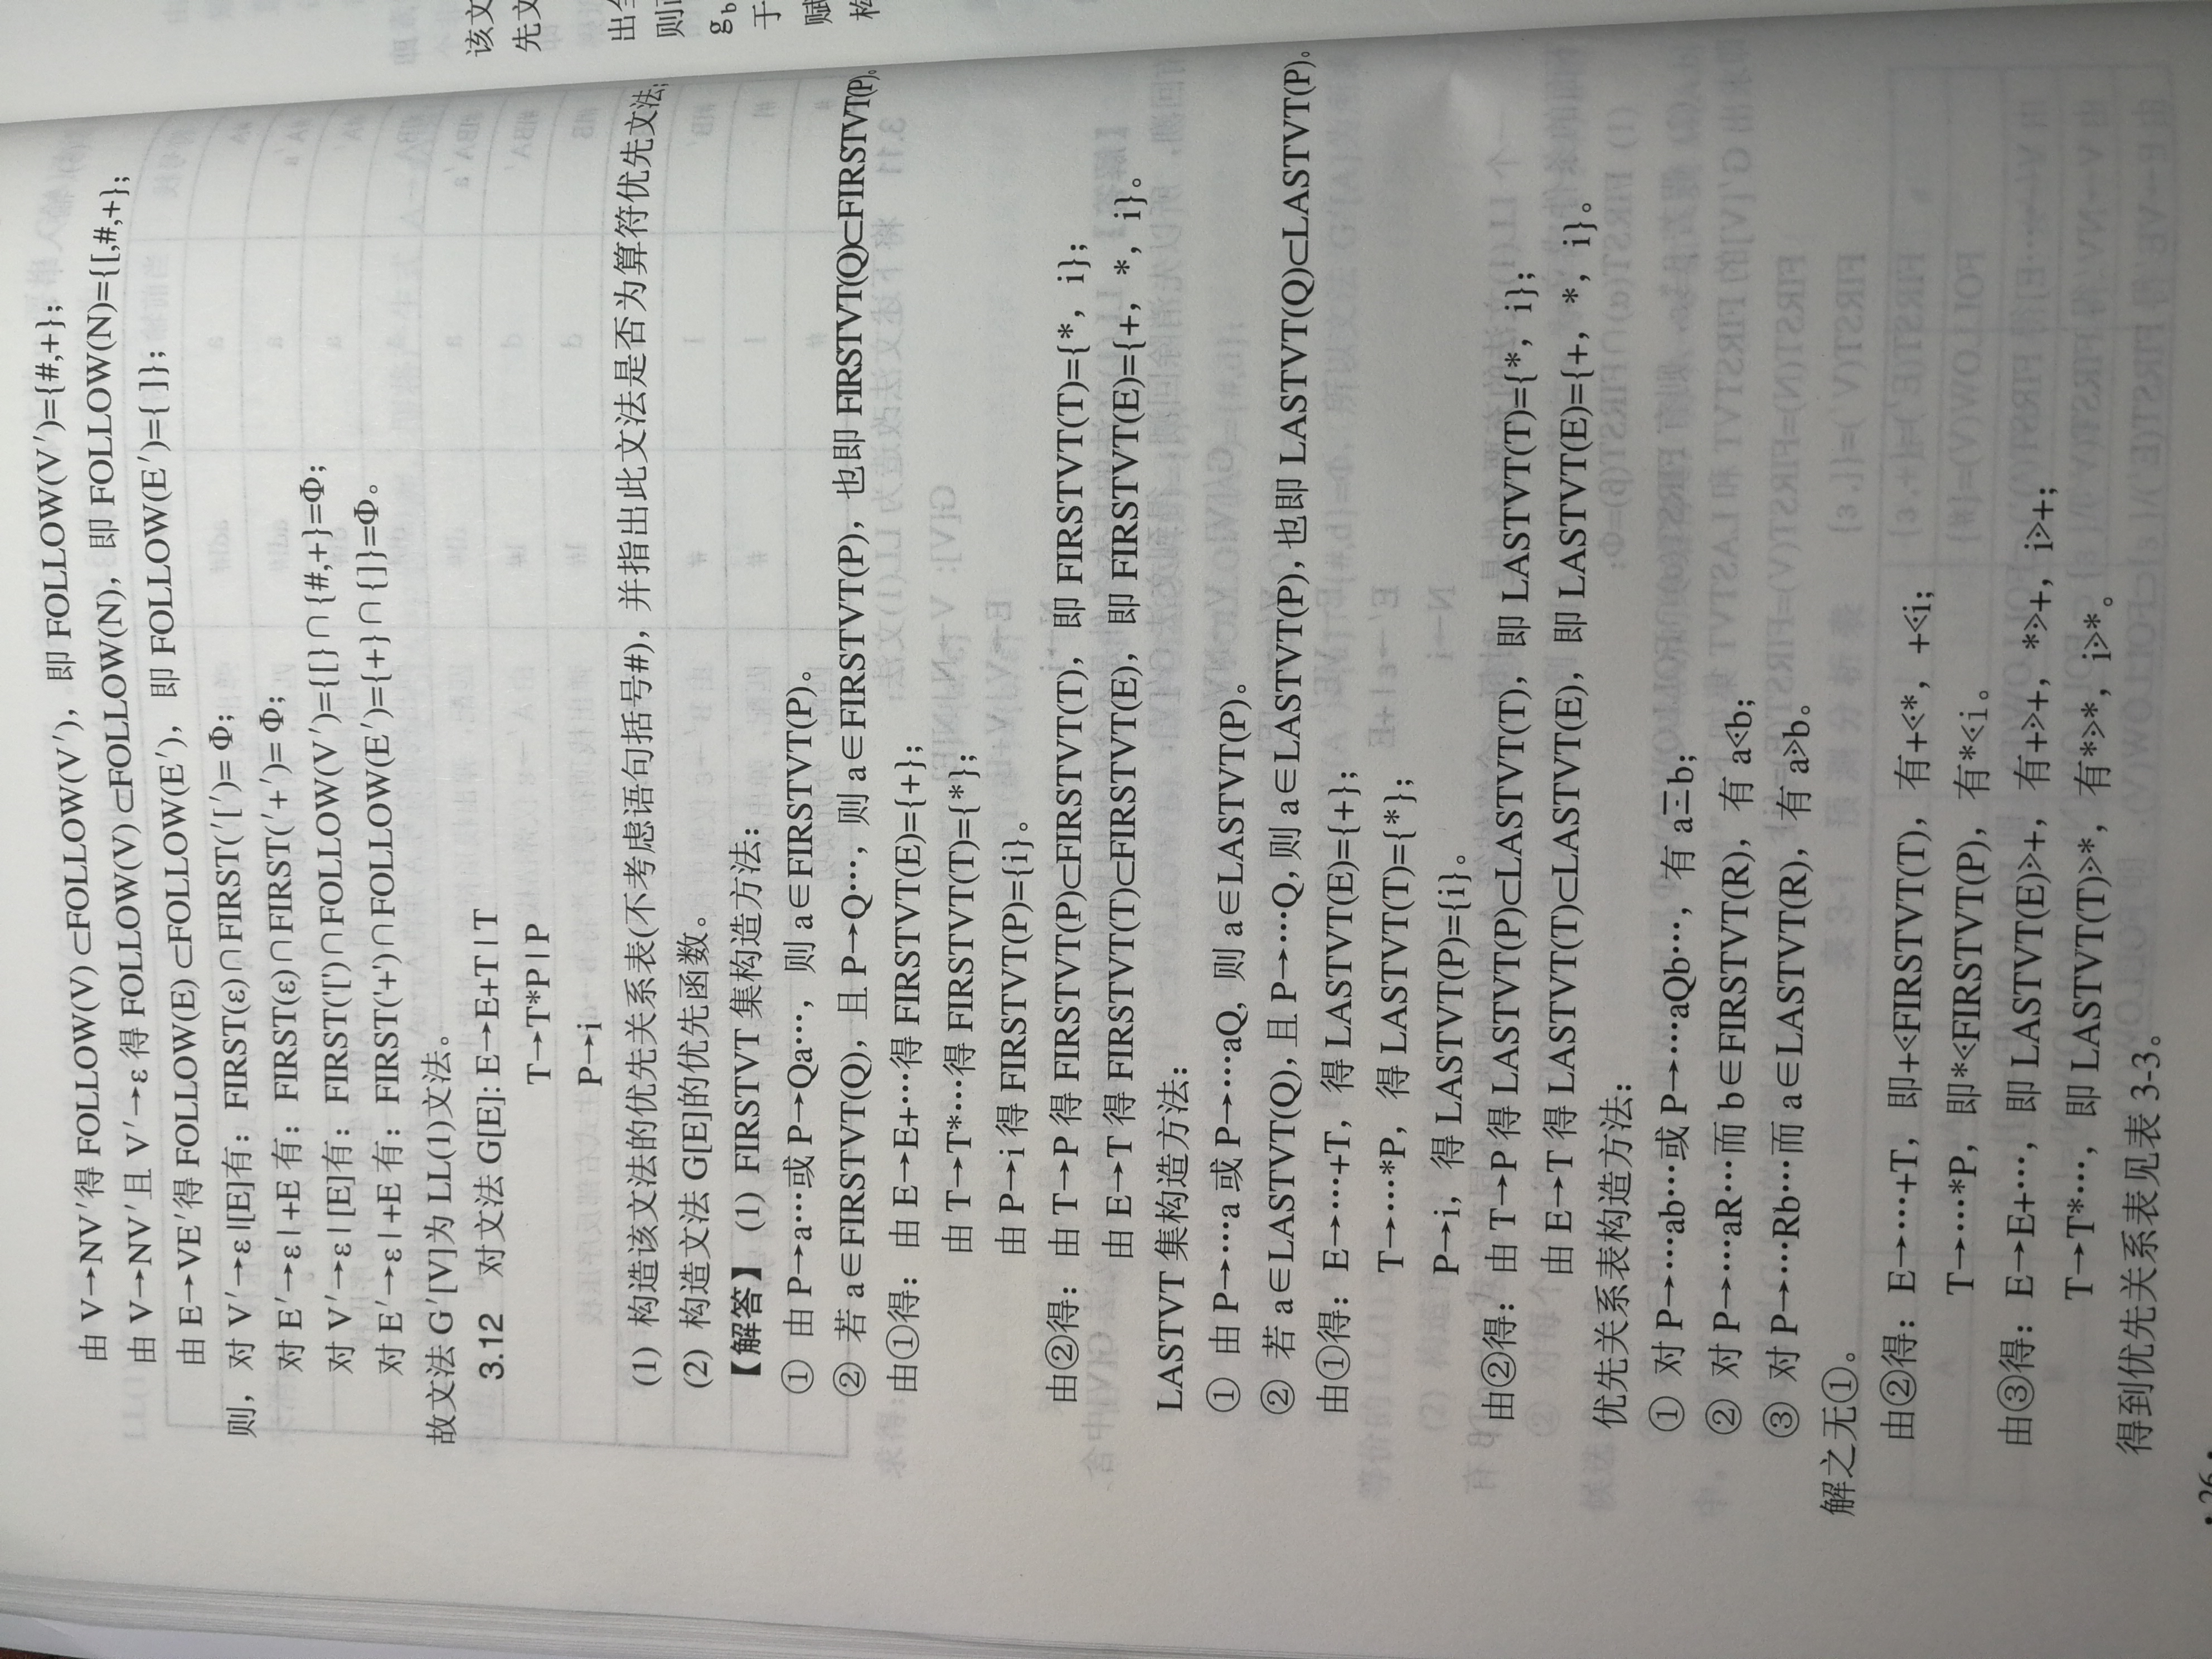 由 V→NV′得 FOLLOW(V)⊂FOLLOW(V′)，即 FOLLOW(V′)={#,+}；
由 V→NV′且 V′→ε 得 FOLLOW(V)⊂FOLLOW(N)，即 FOLLOW(N)={[,#,+}；
由 E→VE′得 FOLLOW(E)⊂FOLLOW(E′)，即 FOLLOW(E′)={]}；
则，对 V′→ε|[E]有：FIRST(ε)∩FIRST('[')=Φ；
对 E′→ε|+E 有：FIRST(ε)∩FIRST('+')=Φ；
对 V′→ε|[E]有：FIRST('[')∩FOLLOW(V′)={[}∩{#,+}=Φ；
对 E′→ε|+E 有：FIRST('+')∩FOLLOW(E′)={+}∩{]}=Φ。
故文法 G′[V]为 LL(1)文法。
3.12 对文法 G[E]: E→E+T|T
T→T*P|P
P→i
(1) 构造该文法的优先关系表(不考虑语句括号#)，并指出此文法是否为算符优先文法；
(2) 构造文法 G[E]的优先函数。
【解答】 (1) FIRSTVT 集构造方法：
① 由 P→a…或 P→Qa…，则 a∈FIRSTVT(P)。
② 若 a∈FIRSTVT(Q)，且 P→Q…，则 a∈FIRSTVT(P)，也即 FIRSTVT(Q)⊂FIRSTVT(P)。
由①得：由 E→E+…得 FIRSTVT(E)={+}；
由 T→T*…得 FIRSTVT(T)={*}；
由 P→i 得 FIRSTVT(P)={i}。
由②得：由 T→P 得 FIRSTVT(P)⊂FIRSTVT(T)，即 FIRSTVT(T)={*，i}；
由 E→T 得 FIRSTVT(T)⊂FIRSTVT(E)，即 FIRSTVT(E)={+，*，i}。
LASTVT 集构造方法：
① 由 P→…a 或 P→…aQ，则 a∈LASTVT(P)。
② 若 a∈LASTVT(Q)，且 P→…Q，则 a∈LASTVT(P)，也即 LASTVT(Q)⊂LASTVT(P)。
由①得：E→…+T，得 LASTVT(E)={+}；
T→…*P，得 LASTVT(T)={*}；
P→i，得 LASTVT(P)={i}。
由②得：由 T→P 得 LASTVT(P)⊂LASTVT(T)，即 LASTVT(T)={*，i}；
由 E→T 得 LASTVT(T)⊂LASTVT(E)，即 LASTVT(E)={+，*，i}。
优先关系表构造方法：
① 对 P→…ab…或 P→…aQb…，有 a≐b；
② 对 P→…aR…而 b∈FIRSTVT(R)，有 a⋖b；
③ 对 P→…Rb…而 a∈LASTVT(R)，有 a⋗b。
解之无①。
由②得：E→…+T，即+⋖FIRSTVT(T)，有+⋖*，+⋖i；
T→…*P，即*⋖FIRSTVT(P)，有*⋖i。
由③得：E→E+…，即 LASTVT(E)⋗+，有+⋗+，*⋗+，i⋗+；
T→T*…，即 LASTVT(T)⋗*，有*⋗*，i⋗*。
得到优先关系表见表 3-3。
该文
先文